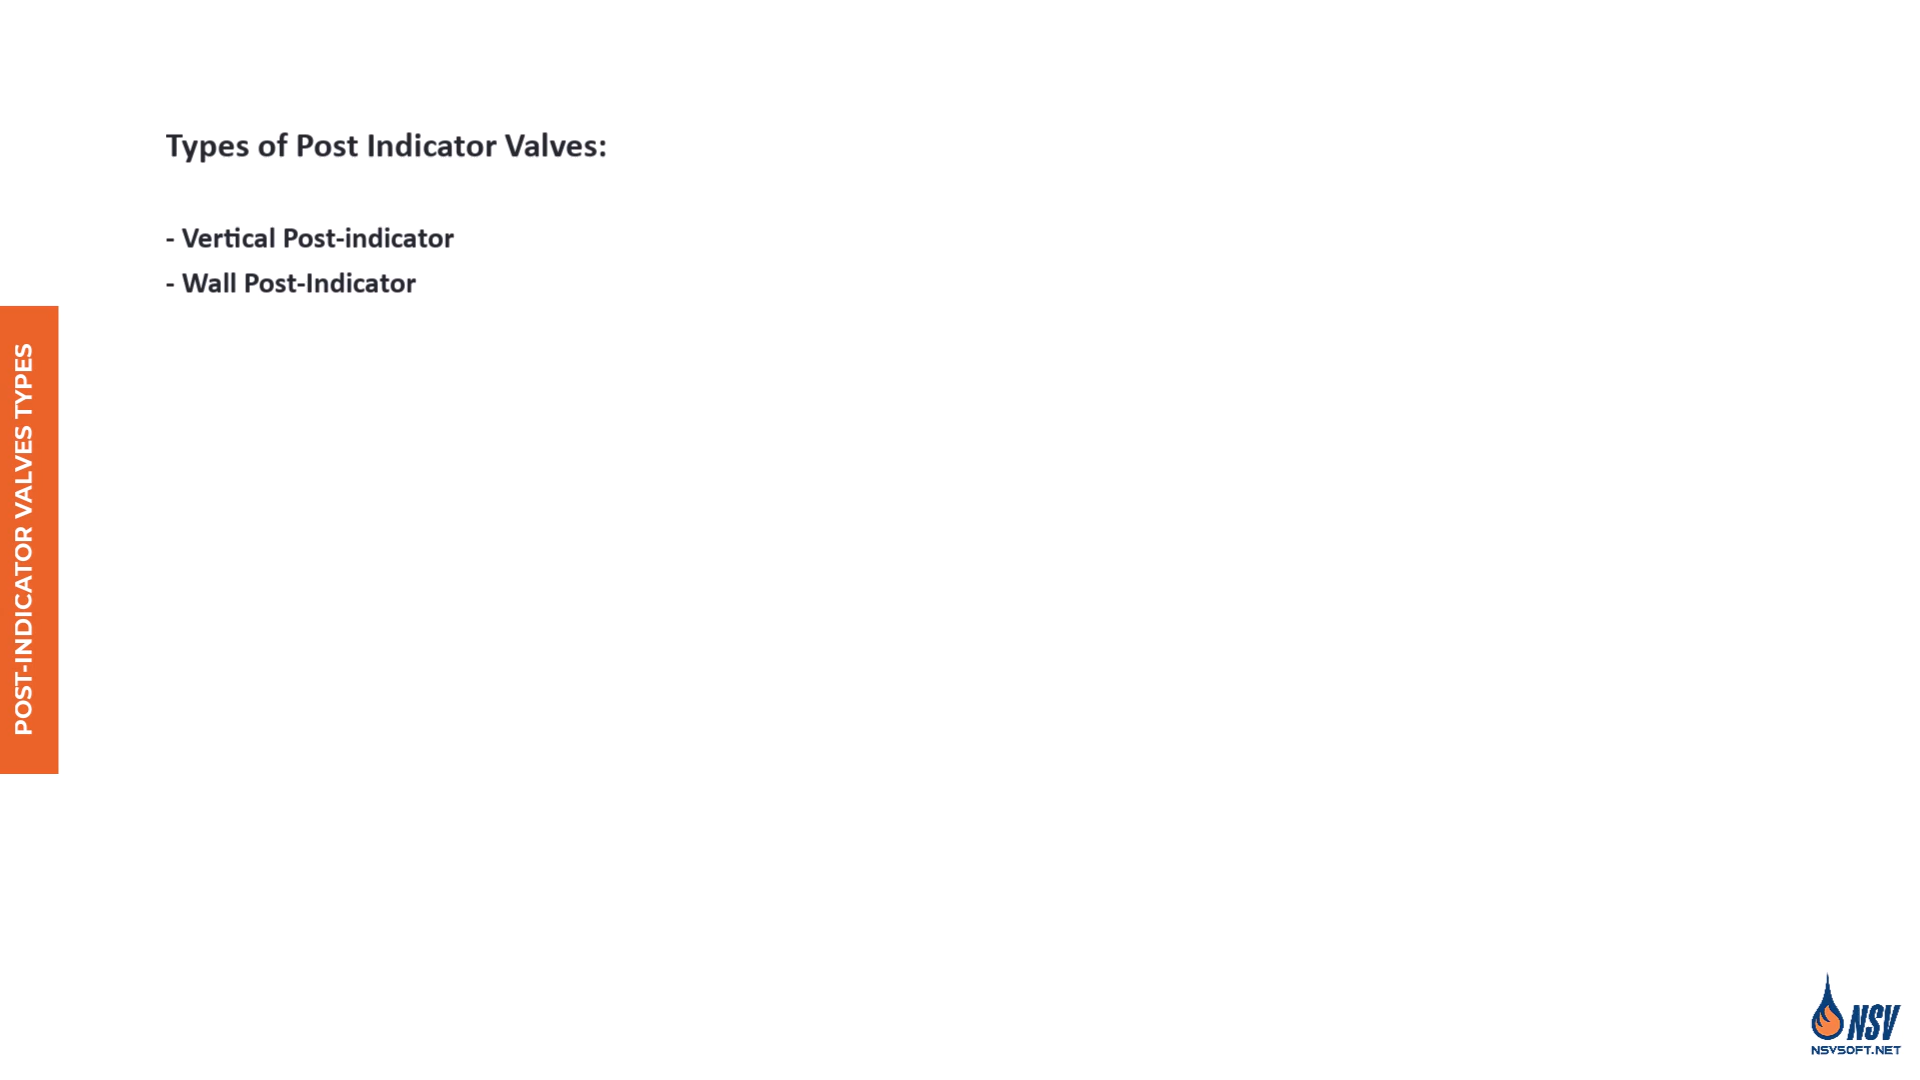 Types of Post Indicator Valves:
- Vertical Post-indicator
- Wall Post-Indicator
POST-INDICATOR VALVES TYPES
NSV
NSVSOFT.NET